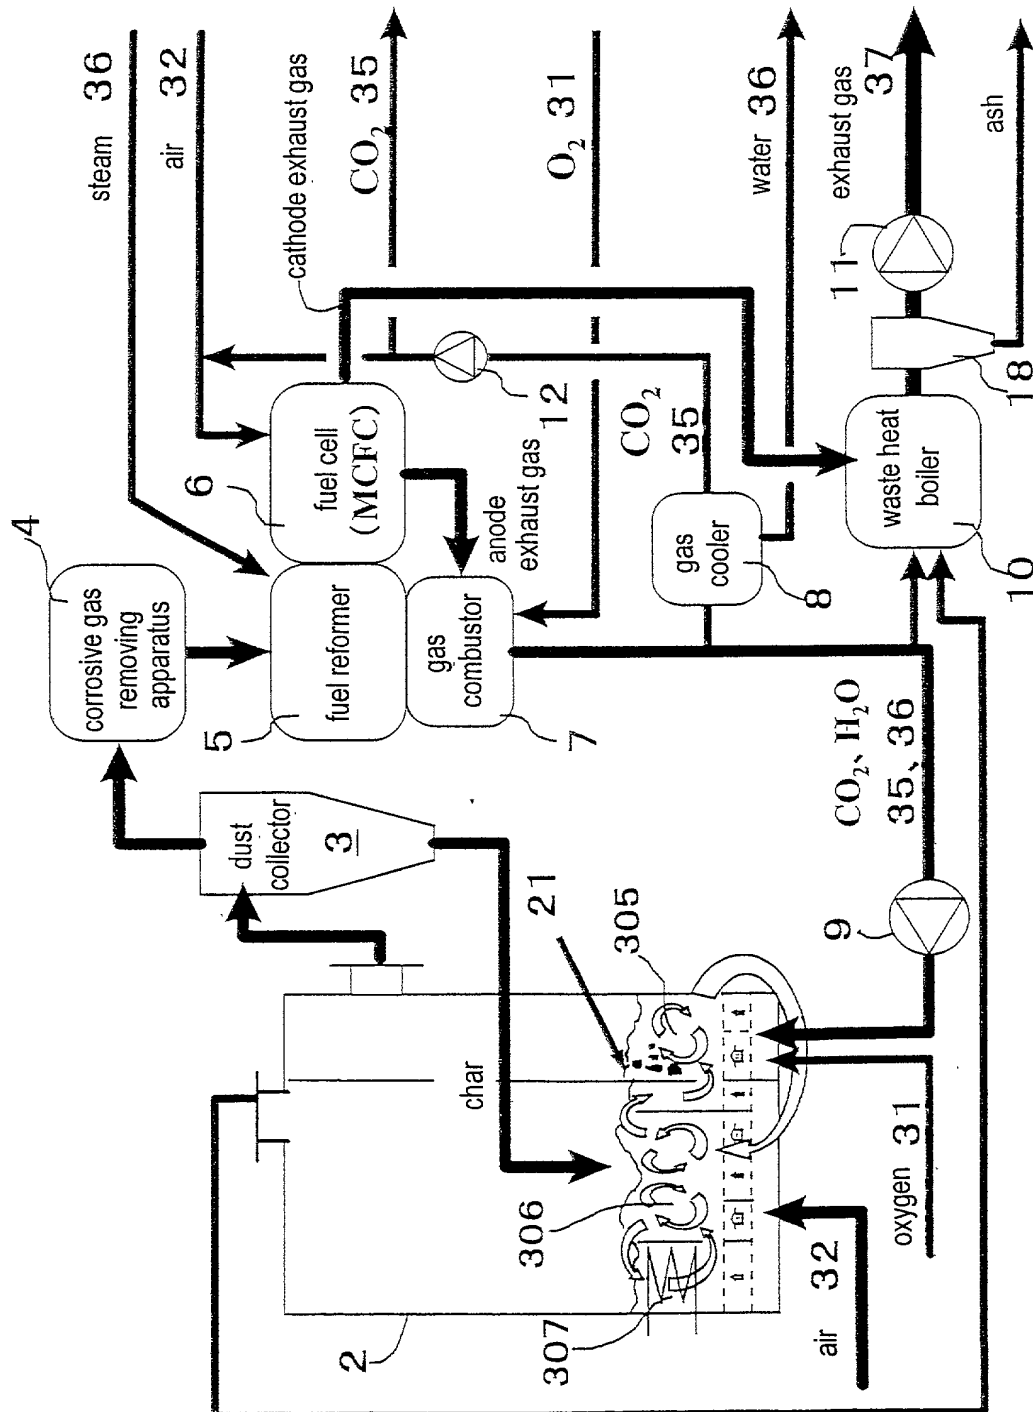 steam 36
air 32
cathode exhaust gas
CO₂ 35
O₂ 31
water 36
exhaust gas
37
ash
4
corrosive gas
removing
apparatus
6
fuel cell
(MCFC)
12
CO₂
35
11
18
5
fuel reformer
gas
combustor
7
anode
exhaust gas
gas
cooler
8
waste heat
boiler
10
dust
collector
3
CO₂、H₂O
35、36
21
305
9
char
306
307
2
air 32
oxygen 31